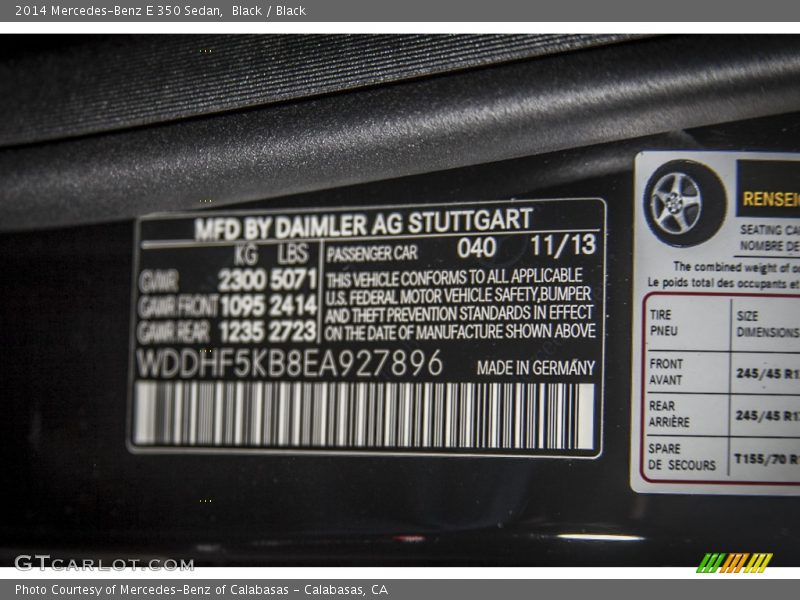 2014 Mercedes-Benz E 350 Sedan, Black / Black
MFD BY DAIMLER AG STUTTGART
KG LBS PASSENGER CAR 040 11/13
GVWR 2300 5071
GAWR FRONT 1095 2414
GAWR REAR 1235 2723
THIS VEHICLE CONFORMS TO ALL APPLICABLE
U.S. FEDERAL MOTOR VEHICLE SAFETY,BUMPER
AND THEFT PREVENTION STANDARDS IN EFFECT
ON THE DATE OF MANUFACTURE SHOWN ABOVE
WDDHF5KB8EA927896 MADE IN GERMANY
RENSEI
SEATING CA
NOMBRE DE
The combined weight of
Le poids total des occupants et
TIRE SIZE
PNEU DIMENSIONS
FRONT
AVANT 245/45 R1
REAR
ARRIÈRE 245/45 R1
SPARE
DE SECOURS T155/70 R
GTCARLOT.COM
Photo Courtesy of Mercedes-Benz of Calabasas - Calabasas, CA